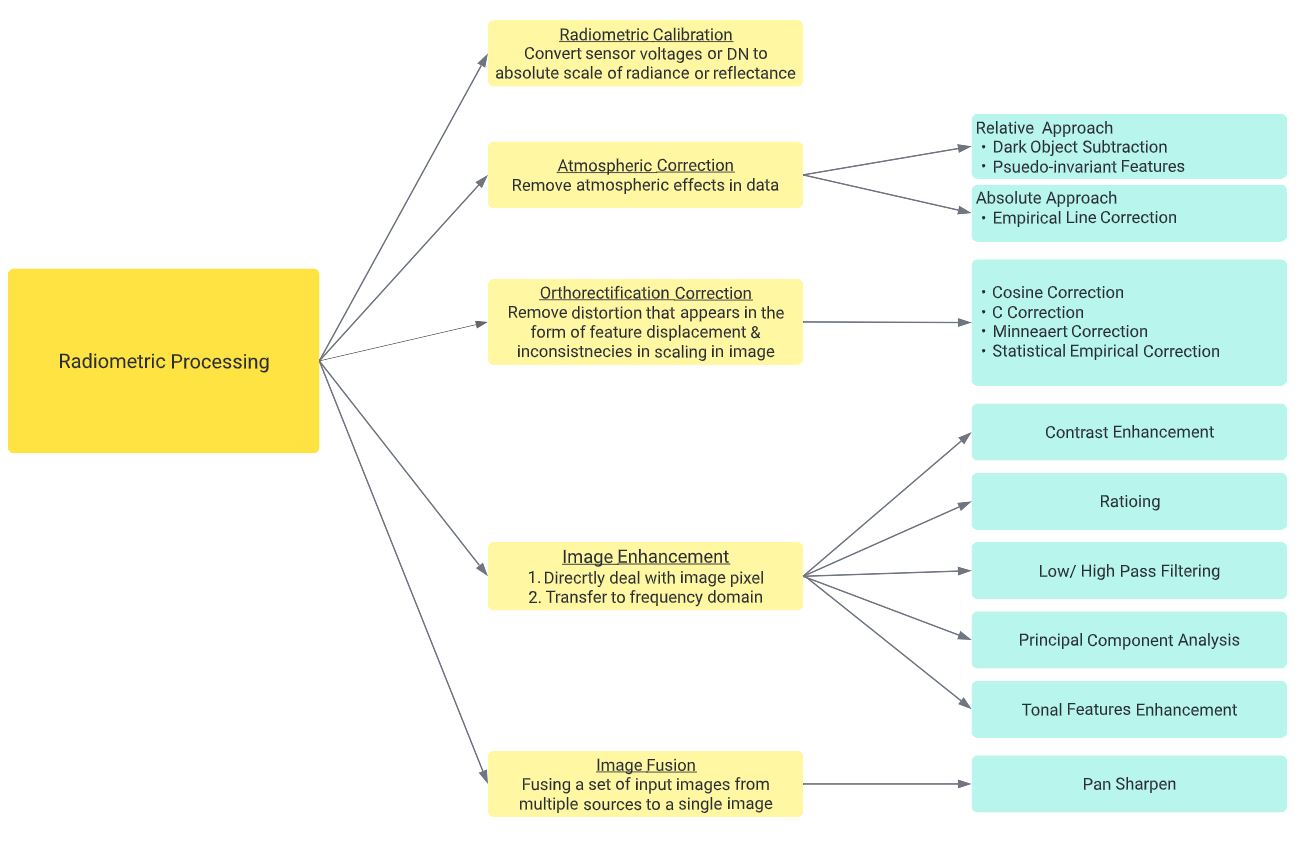 Radiometric Processing
Radiometric Calibration
Convert sensor voltages or DN to
absolute scale of radiance or reflectance
Atmospheric Correction
Remove atmospheric effects in data
Relative Approach
• Dark Object Subtraction
• Psuedo-invariant Features
Absolute Approach
• Empirical Line Correction
Orthorectification Correction
Remove distortion that appears in the
form of feature displacement &
inconsistnecies in scaling in image
• Cosine Correction
• C Correction
• Minneaert Correction
• Statistical Empirical Correction
Image Enhancement
1. Direcrtly deal with image pixel
2. Transfer to frequency domain
Contrast Enhancement
Ratioing
Low/ High Pass Filtering
Principal Component Analysis
Tonal Features Enhancement
Image Fusion
Fusing a set of input images from
multiple sources to a single image
Pan Sharpen